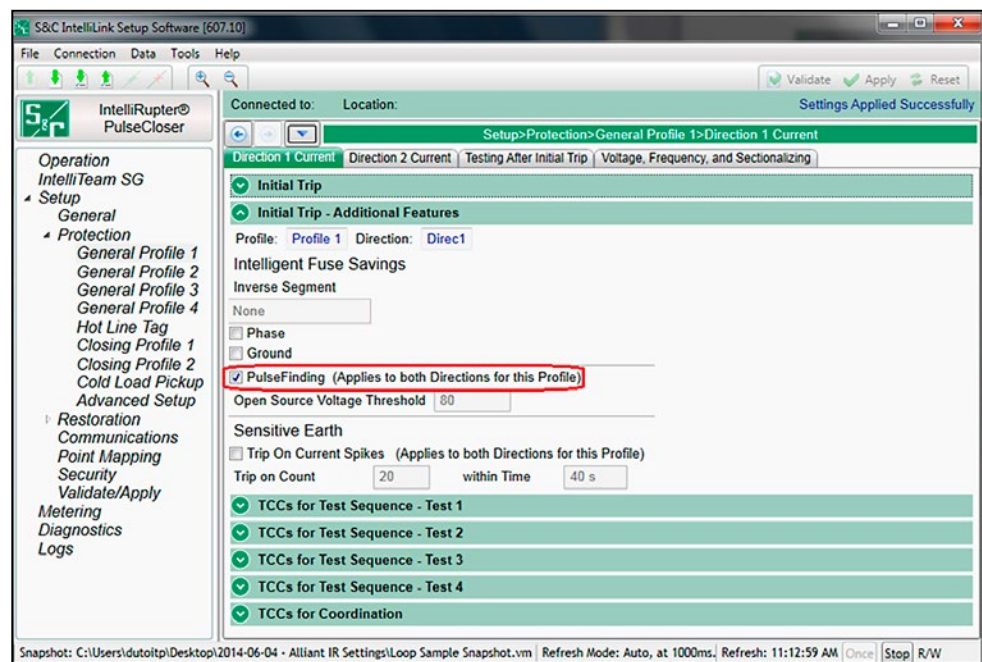 S&C IntelliLink Setup Software [607.10]
File Connection Data Tools Help
Validate Apply Reset
S&C
IntelliRupter®
PulseCloser
Connected to: Location: Settings Applied Successfully
Setup>Protection>General Profile 1>Direction 1 Current
Direction 1 Current Direction 2 Current Testing After Initial Trip Voltage, Frequency, and Sectionalizing
Operation
IntelliTeam SG
Setup
General
Protection
General Profile 1
General Profile 2
General Profile 3
General Profile 4
Hot Line Tag
Closing Profile 1
Closing Profile 2
Cold Load Pickup
Advanced Setup
Restoration
Communications
Point Mapping
Security
Validate/Apply
Metering
Diagnostics
Logs
Initial Trip
Initial Trip - Additional Features
Profile: Profile 1 Direction: Direc1
Intelligent Fuse Savings
Inverse Segment
None
Phase
Ground
PulseFinding (Applies to both Directions for this Profile)
Open Source Voltage Threshold 80
Sensitive Earth
Trip On Current Spikes (Applies to both Directions for this Profile)
Trip on Count 20 within Time 40 s
TCCs for Test Sequence - Test 1
TCCs for Test Sequence - Test 2
TCCs for Test Sequence - Test 3
TCCs for Test Sequence - Test 4
TCCs for Coordination
Snapshot: C:\Users\dutoitp\Desktop\2014-06-04 - Alliant IR Settings\Loop Sample Snapshot.vm Refresh Mode: Auto, at 1000ms. Refresh: 11:12:59 AM Once Stop R/W